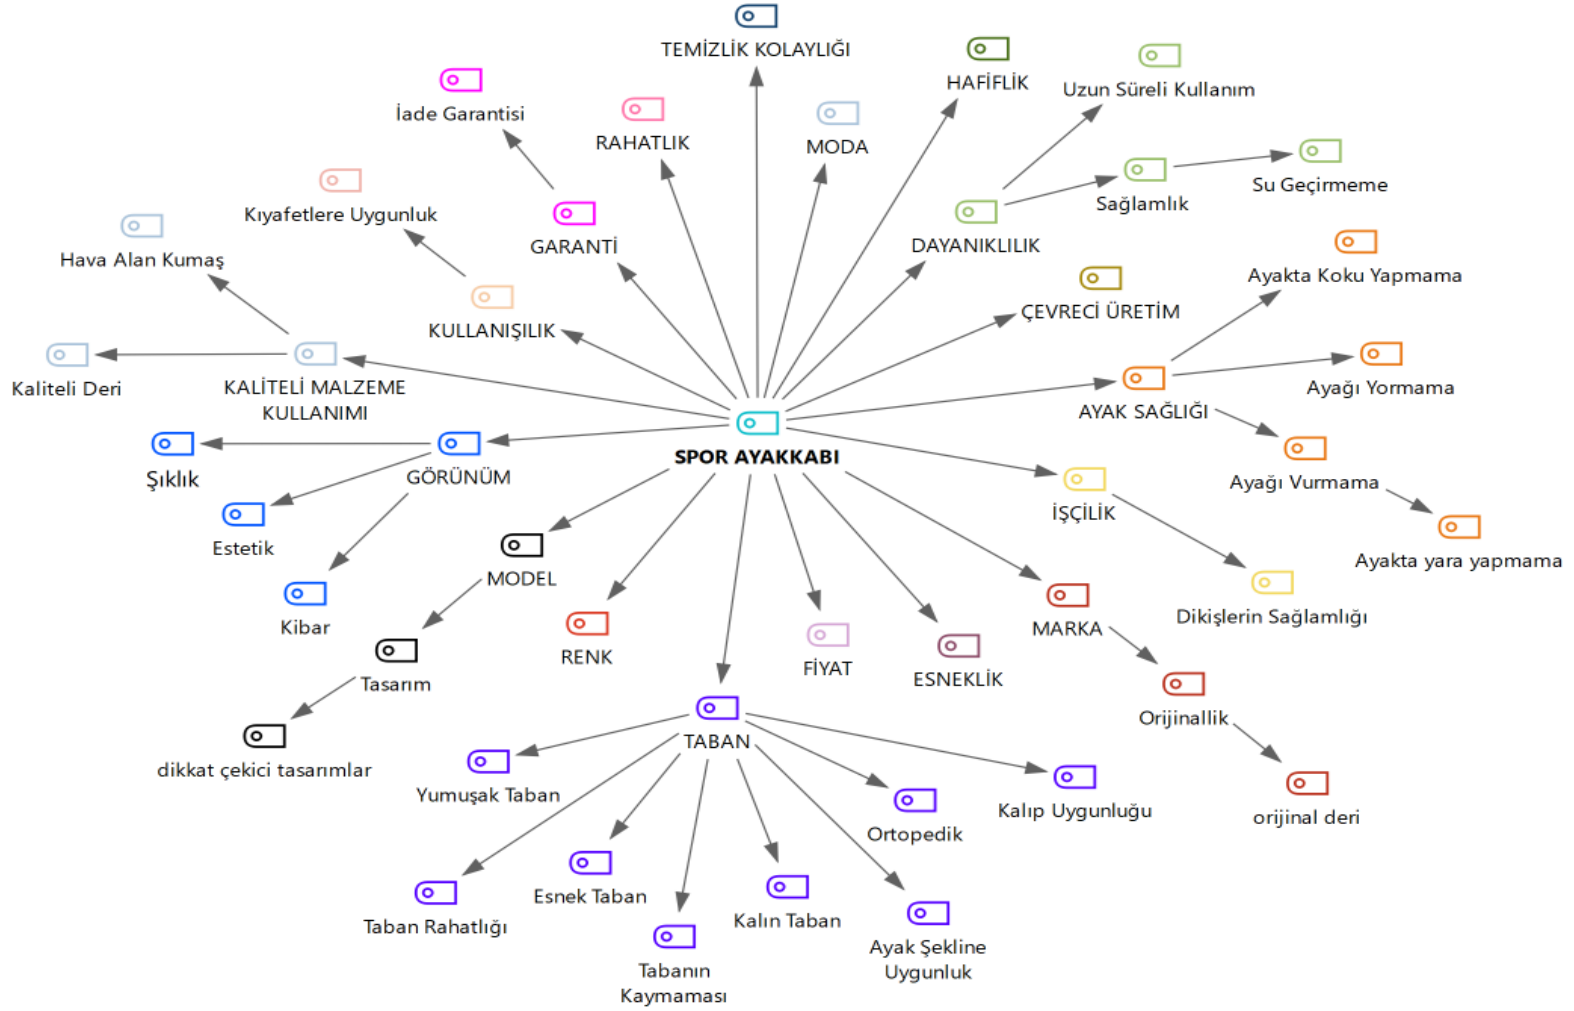 TEMİZLİK KOLAYLIĞI
HAFİFLİK
Uzun Süreli Kullanım
İade Garantisi
RAHATLIK
MODA
Su Geçirmeme
Sağlamlık
Kıyafetlere Uygunluk
GARANTİ
DAYANIKLILIK
Hava Alan Kumaş
Ayakta Koku Yapmama
ÇEVRECİ ÜRETİM
KULLANIŞILIK
Kaliteli Deri
KALİTELİ MALZEME
KULLANIMI
Ayağı Yormama
AYAK SAĞLIĞI
SPOR AYAKKABI
Şıklık
GÖRÜNÜM
Ayağı Vurmama
İŞÇİLİK
Estetik
Ayakta yara yapmama
MODEL
Kibar
Dikişlerin Sağlamlığı
MARKA
RENK
FİYAT
ESNEKLİK
Tasarım
Orijinallik
TABAN
dikkat çekici tasarımlar
Yumuşak Taban
Kalıp Uygunluğu
orijinal deri
Ortopedik
Esnek Taban
Taban Rahatlığı
Kalın Taban
Ayak Şekline
Uygunluk
Tabanın
Kaymaması